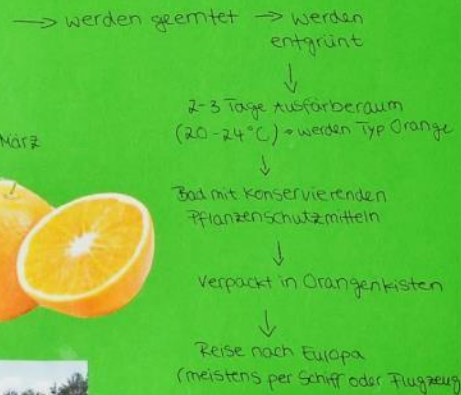 → werden geerntet → werden
entgrünt
↓
2-3 Tage Ausfärberaum
(20-24°C) → werden Typ Orange
März
↓
Bad mit konservierenden
Pflanzenschutzmitteln
↓
verpackt in Orangenkisten
↓
Reise nach Europa
(meistens per Schiff oder Flugzeug